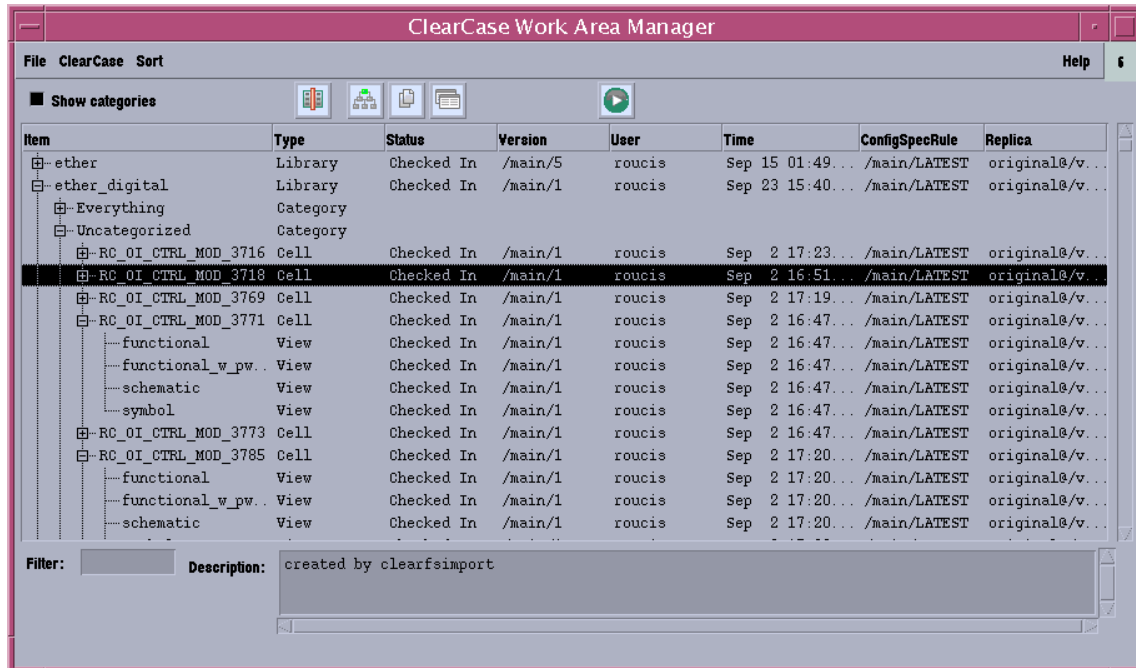 ClearCase Work Area Manager
File ClearCase Sort Help 6
Show categories
Item Type Status Version User Time ConfigSpecRule Replica
ether Library Checked In /main/5 roucis Sep 15 01:49... /main/LATEST original@/v...
ether_digital Library Checked In /main/1 roucis Sep 23 15:40... /main/LATEST original@/v...
Everything Category
Uncategorized Category
RC_OI_CTRL_MOD_3716 Cell Checked In /main/1 roucis Sep 2 17:23... /main/LATEST original@/v...
RC_OI_CTRL_MOD_3718 Cell Checked In /main/1 roucis Sep 2 16:51... /main/LATEST original@/v...
RC_OI_CTRL_MOD_3769 Cell Checked In /main/1 roucis Sep 2 17:19... /main/LATEST original@/v...
RC_OI_CTRL_MOD_3771 Cell Checked In /main/1 roucis Sep 2 16:47... /main/LATEST original@/v...
functional View Checked In /main/1 roucis Sep 2 16:47... /main/LATEST original@/v...
functional_w_pw.. View Checked In /main/1 roucis Sep 2 16:47... /main/LATEST original@/v...
schematic View Checked In /main/1 roucis Sep 2 16:47... /main/LATEST original@/v...
symbol View Checked In /main/1 roucis Sep 2 16:47... /main/LATEST original@/v...
RC_OI_CTRL_MOD_3773 Cell Checked In /main/1 roucis Sep 2 16:47... /main/LATEST original@/v...
RC_OI_CTRL_MOD_3785 Cell Checked In /main/1 roucis Sep 2 17:20... /main/LATEST original@/v...
functional View Checked In /main/1 roucis Sep 2 17:20... /main/LATEST original@/v...
functional_w_pw.. View Checked In /main/1 roucis Sep 2 17:20... /main/LATEST original@/v...
schematic View Checked In /main/1 roucis Sep 2 17:20... /main/LATEST original@/v...
Filter: Description: created by clearfsimport